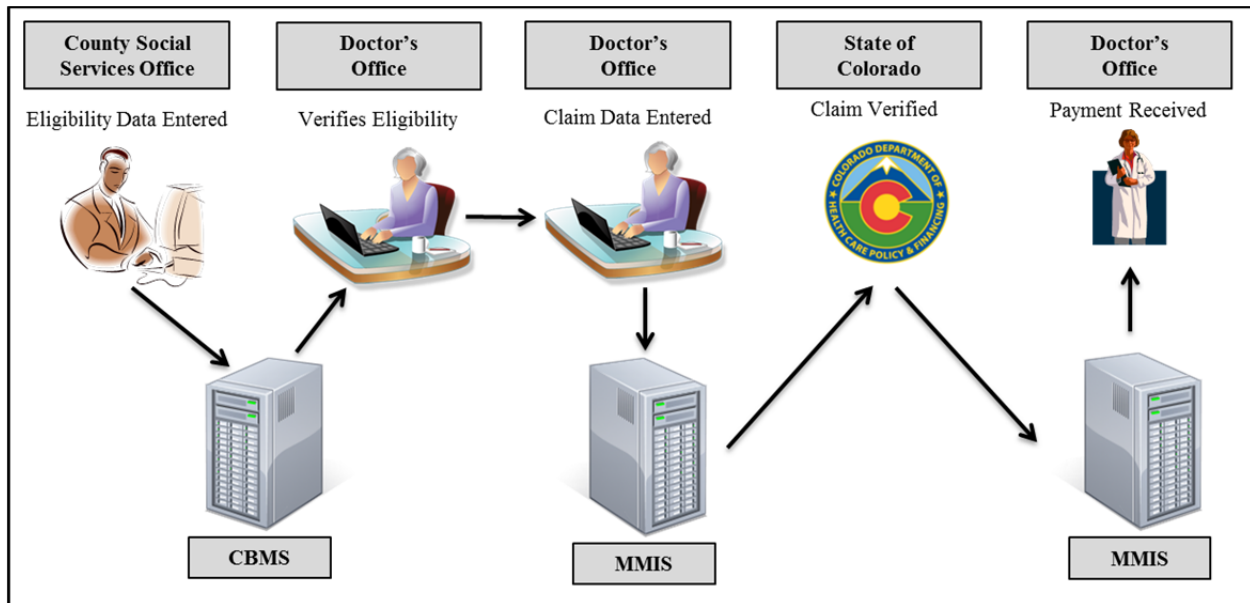 County Social
Services Office
Doctor's
Office
Doctor's
Office
State of
Colorado
Doctor's
Office
Eligibility Data Entered
Verifies Eligibility
Claim Data Entered
Claim Verified
Payment Received
COLORADO DEPARTMENT OF
HEALTH CARE POLICY & FINANCING
CBMS
MMIS
MMIS